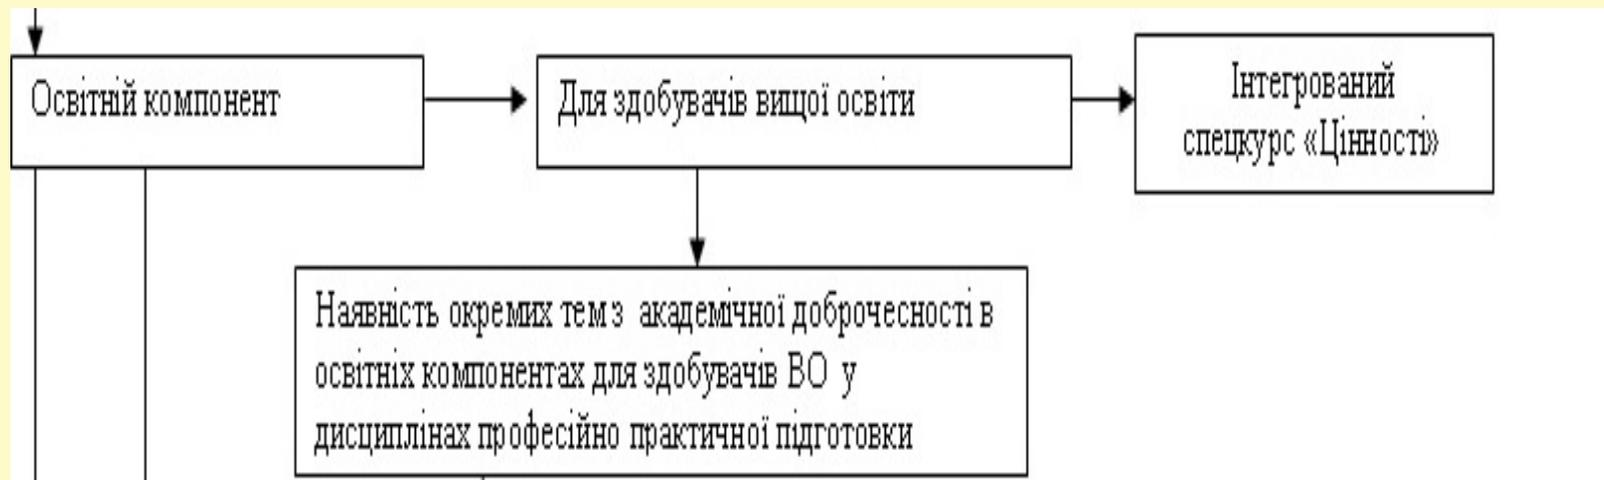 Освітній компонент
Для здобувачів вищої освіти
Інтегрований
спецкурс «Цінності»
Наявність окремих тем з академічної доброчесності в
освітніх компонентах для здобувачів ВО у
дисциплінах професійно практичної підготовки